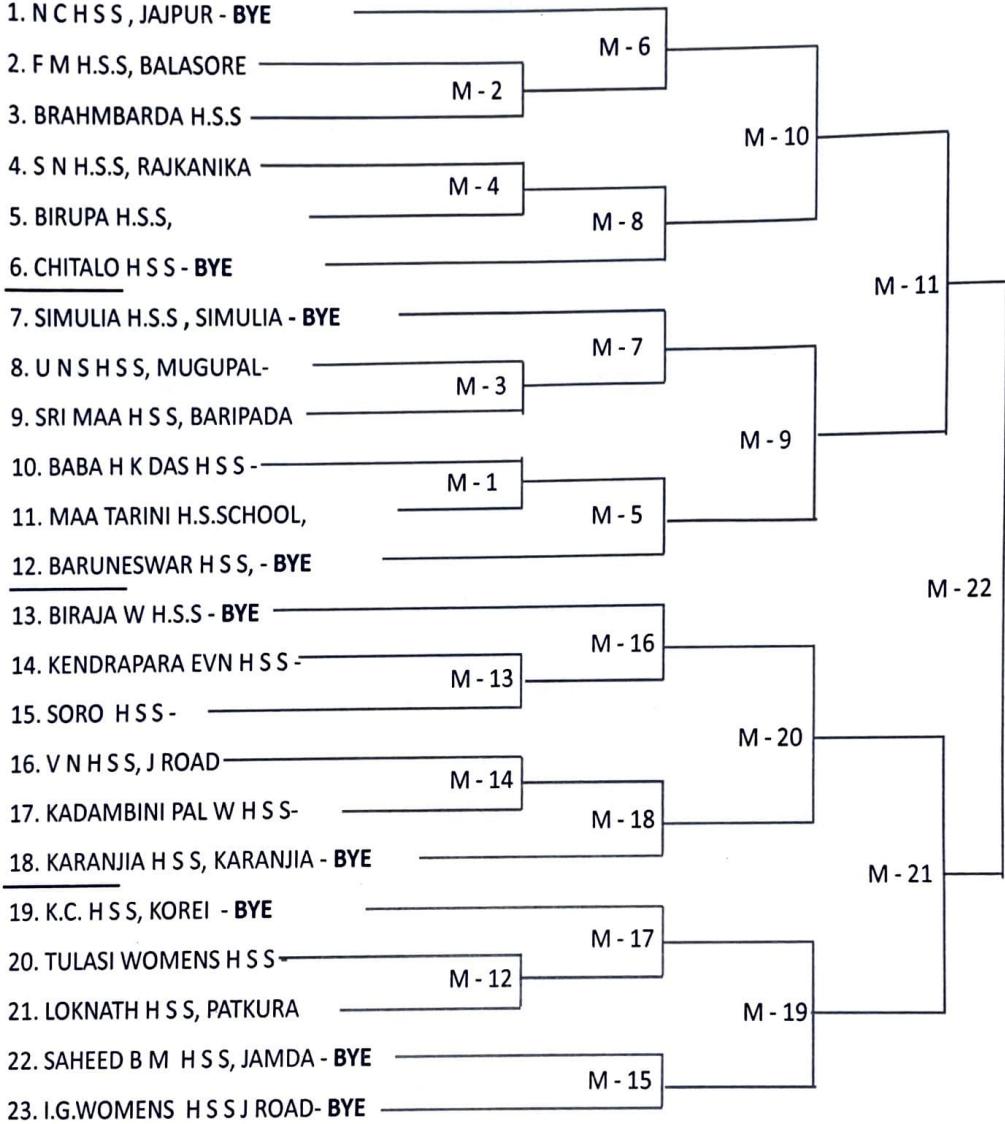 1. N C H S S , JAJPUR - BYE
M - 6
2. F M H.S.S, BALASORE
M - 2
3. BRAHMBARDA H.S.S
M - 10
4. S N H.S.S, RAJKANIKA
M - 4
5. BIRUPA H.S.S,
M - 8
6. CHITALO H S S - BYE
M - 11
7. SIMULIA H.S.S , SIMULIA - BYE
M - 7
8. U N S H S S, MUGUPAL-
M - 3
9. SRI MAA H S S, BARIPADA
M - 9
10. BABA H K DAS H S S -
M - 1
11. MAA TARINI H.S.SCHOOL,
M - 5
12. BARUNESWAR H S S, - BYE
M - 22
13. BIRAJA W H.S.S - BYE
M - 16
14. KENDRAPARA EVN H S S -
M - 13
15. SORO H S S -
M - 20
16. V N H S S, J ROAD
M - 14
17. KADAMBINI PAL W H S S-
M - 18
18. KARANJIA H S S, KARANJIA - BYE
M - 21
19. K.C. H S S, KOREI - BYE
M - 17
20. TULASI WOMENS H S S
M - 12
21. LOKNATH H S S, PATKURA
M - 19
22. SAHEED B M H S S, JAMDA - BYE
M - 15
23. I.G.WOMENS H S S J ROAD- BYE